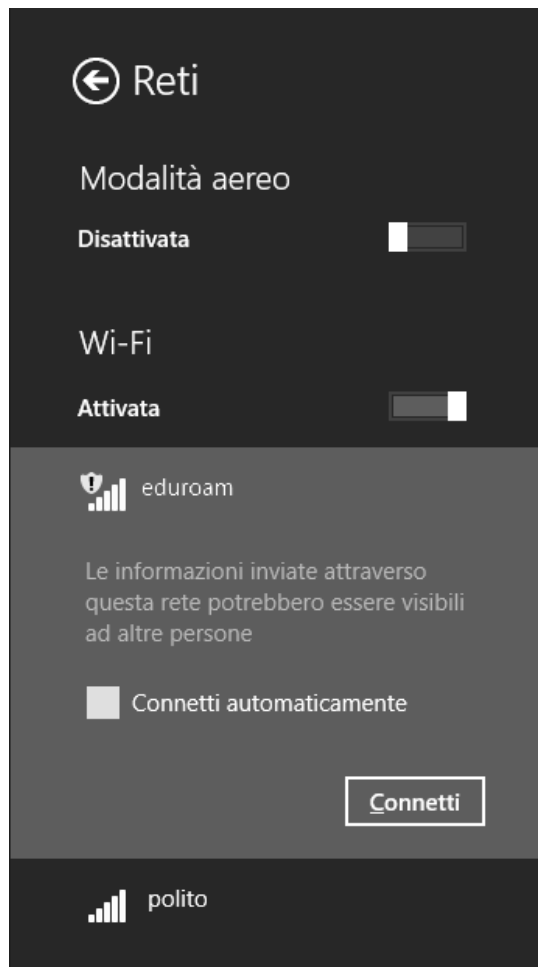 Reti
Modalità aereo
Disattivata
Wi-Fi
Attivata
eduroam
Le informazioni inviate attraverso
questa rete potrebbero essere visibili
ad altre persone
Connetti automaticamente
Connetti
polito